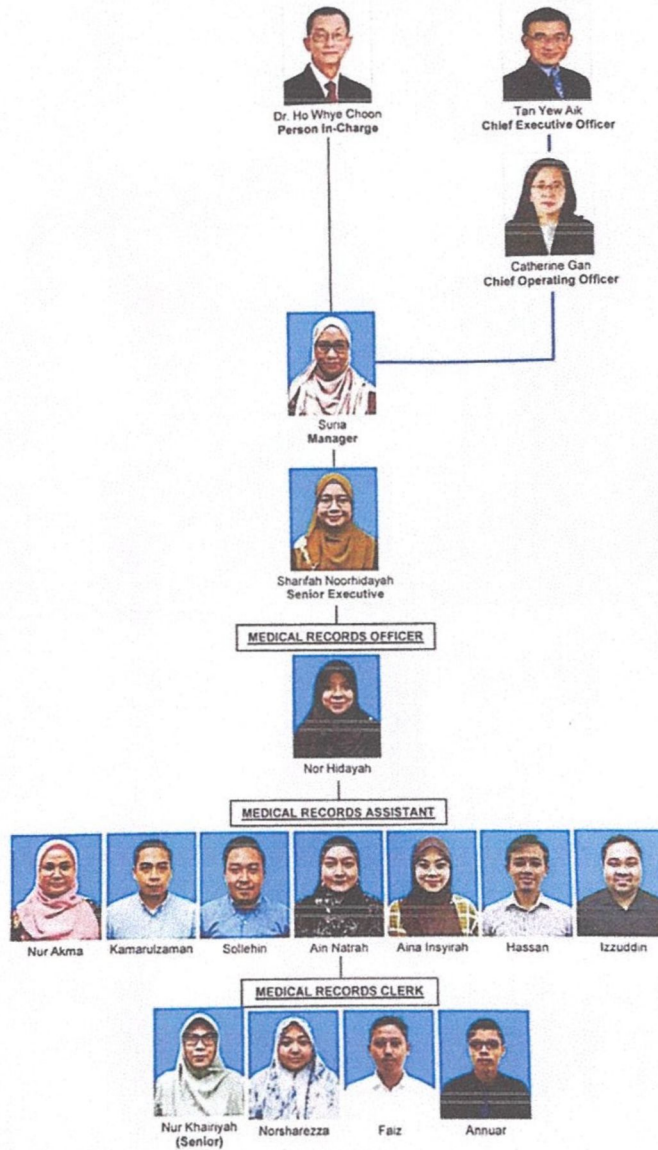 Dr. Ho Whye Choon
Person In-Charge
Tan Yew Aik
Chief Executive Officer
Catherine Gan
Chief Operating Officer
Suria
Manager
Sharifah Noorhidayah
Senior Executive
MEDICAL RECORDS OFFICER
Nor Hidayah
MEDICAL RECORDS ASSISTANT
Nur Akma Kamarulzaman Sollehin Ain Natrah Aina Insyirah Hassan Izzuddin
MEDICAL RECORDS CLERK
Nur Khairiyah Norsharezza Faiz Annuar
(Senior)